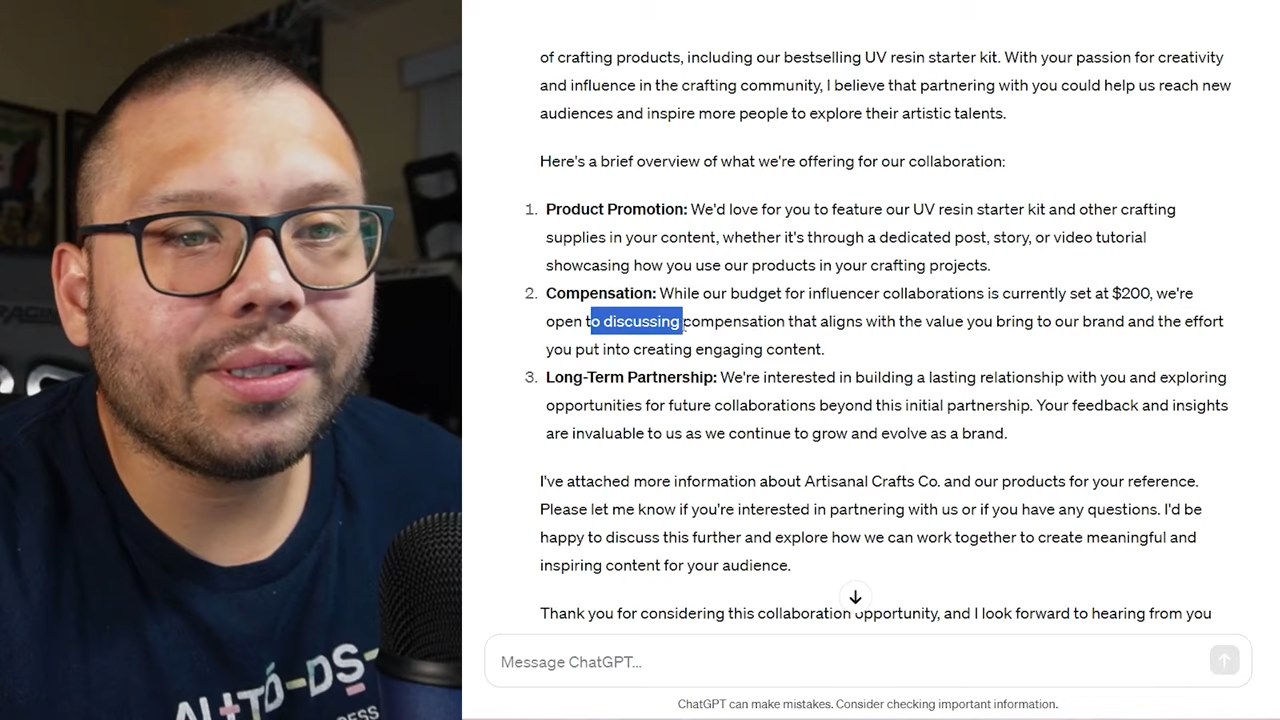 of crafting products, including our bestselling UV resin starter kit. With your passion for creativity
and influence in the crafting community, I believe that partnering with you could help us reach new
audiences and inspire more people to explore their artistic talents.
Here's a brief overview of what we're offering for our collaboration:
1. Product Promotion: We'd love for you to feature our UV resin starter kit and other crafting
supplies in your content, whether it's through a dedicated post, story, or video tutorial
showcasing how you use our products in your crafting projects.
2. Compensation: While our budget for influencer collaborations is currently set at $200, we're
open to discussing compensation that aligns with the value you bring to our brand and the effort
you put into creating engaging content.
3. Long-Term Partnership: We're interested in building a lasting relationship with you and exploring
opportunities for future collaborations beyond this initial partnership. Your feedback and insights
are invaluable to us as we continue to grow and evolve as a brand.
I've attached more information about Artisanal Crafts Co. and our products for your reference.
Please let me know if you're interested in partnering with us or if you have any questions. I'd be
happy to discuss this further and explore how we can work together to create meaningful and
inspiring content for your audience.
Thank you for considering this collaboration opportunity, and I look forward to hearing from you
Message ChatGPT...
ChatGPT can make mistakes. Consider checking important information.
AUTO-DS-